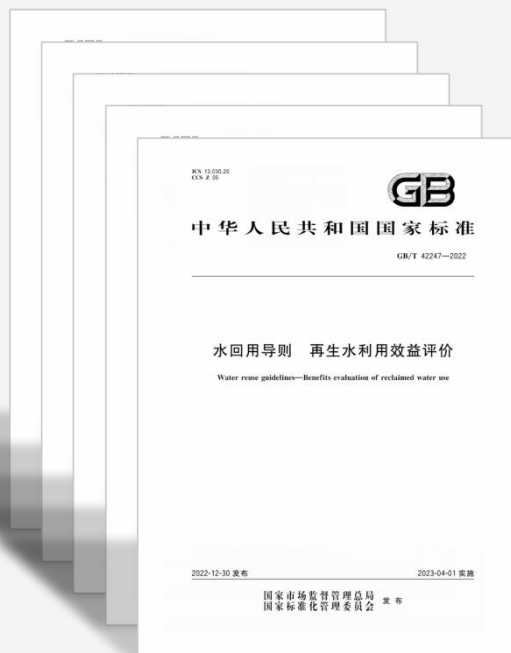 ICS 13.030.20
CCS Z 05
GB
中华人民共和国国家标准
GB/T 42247—2022
水回用导则 再生水利用效益评价
Water reuse guidelines—Benefits evaluation of reclaimed water use
2022-12-30 发布 2023-04-01 实施
国家市场监督管理总局
国家标准化管理委员会 发布